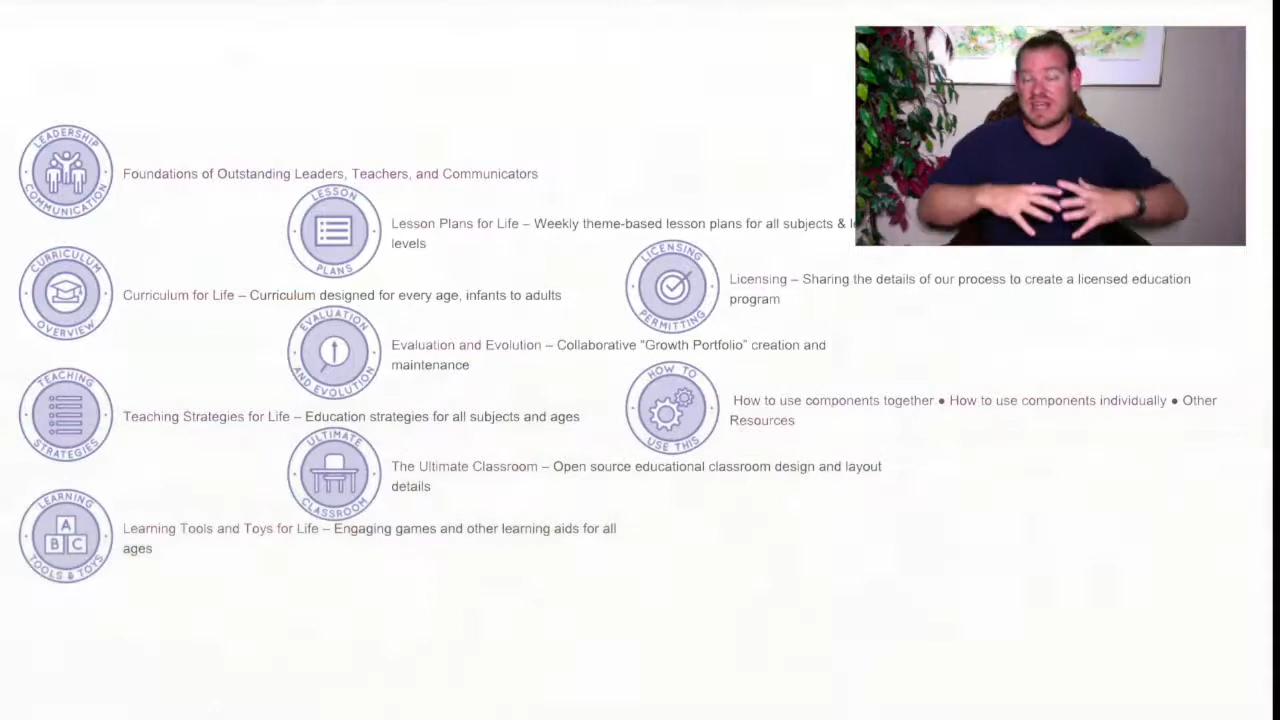 LEADERSHIP
COMMUNICATION
Foundations of Outstanding Leaders, Teachers, and Communicators
LESSON
PLANS
Lesson Plans for Life – Weekly theme-based lesson plans for all subjects &
levels
CURRICULUM
OVERVIEW
Curriculum for Life – Curriculum designed for every age, infants to adults
LICENSING
PERMITTING
Licensing – Sharing the details of our process to create a licensed education
program
EVALUATION
AND EVOLUTION
Evaluation and Evolution – Collaborative "Growth Portfolio" creation and
maintenance
TEACHING
STRATEGIES
Teaching Strategies for Life – Education strategies for all subjects and ages
HOW TO
USE THIS
How to use components together ● How to use components individually ● Other
Resources
ULTIMATE
CLASSROOM
The Ultimate Classroom – Open source educational classroom design and layout
details
LEARNING
A
B C
TOOLS & TOYS
Learning Tools and Toys for Life – Engaging games and other learning aids for all
ages